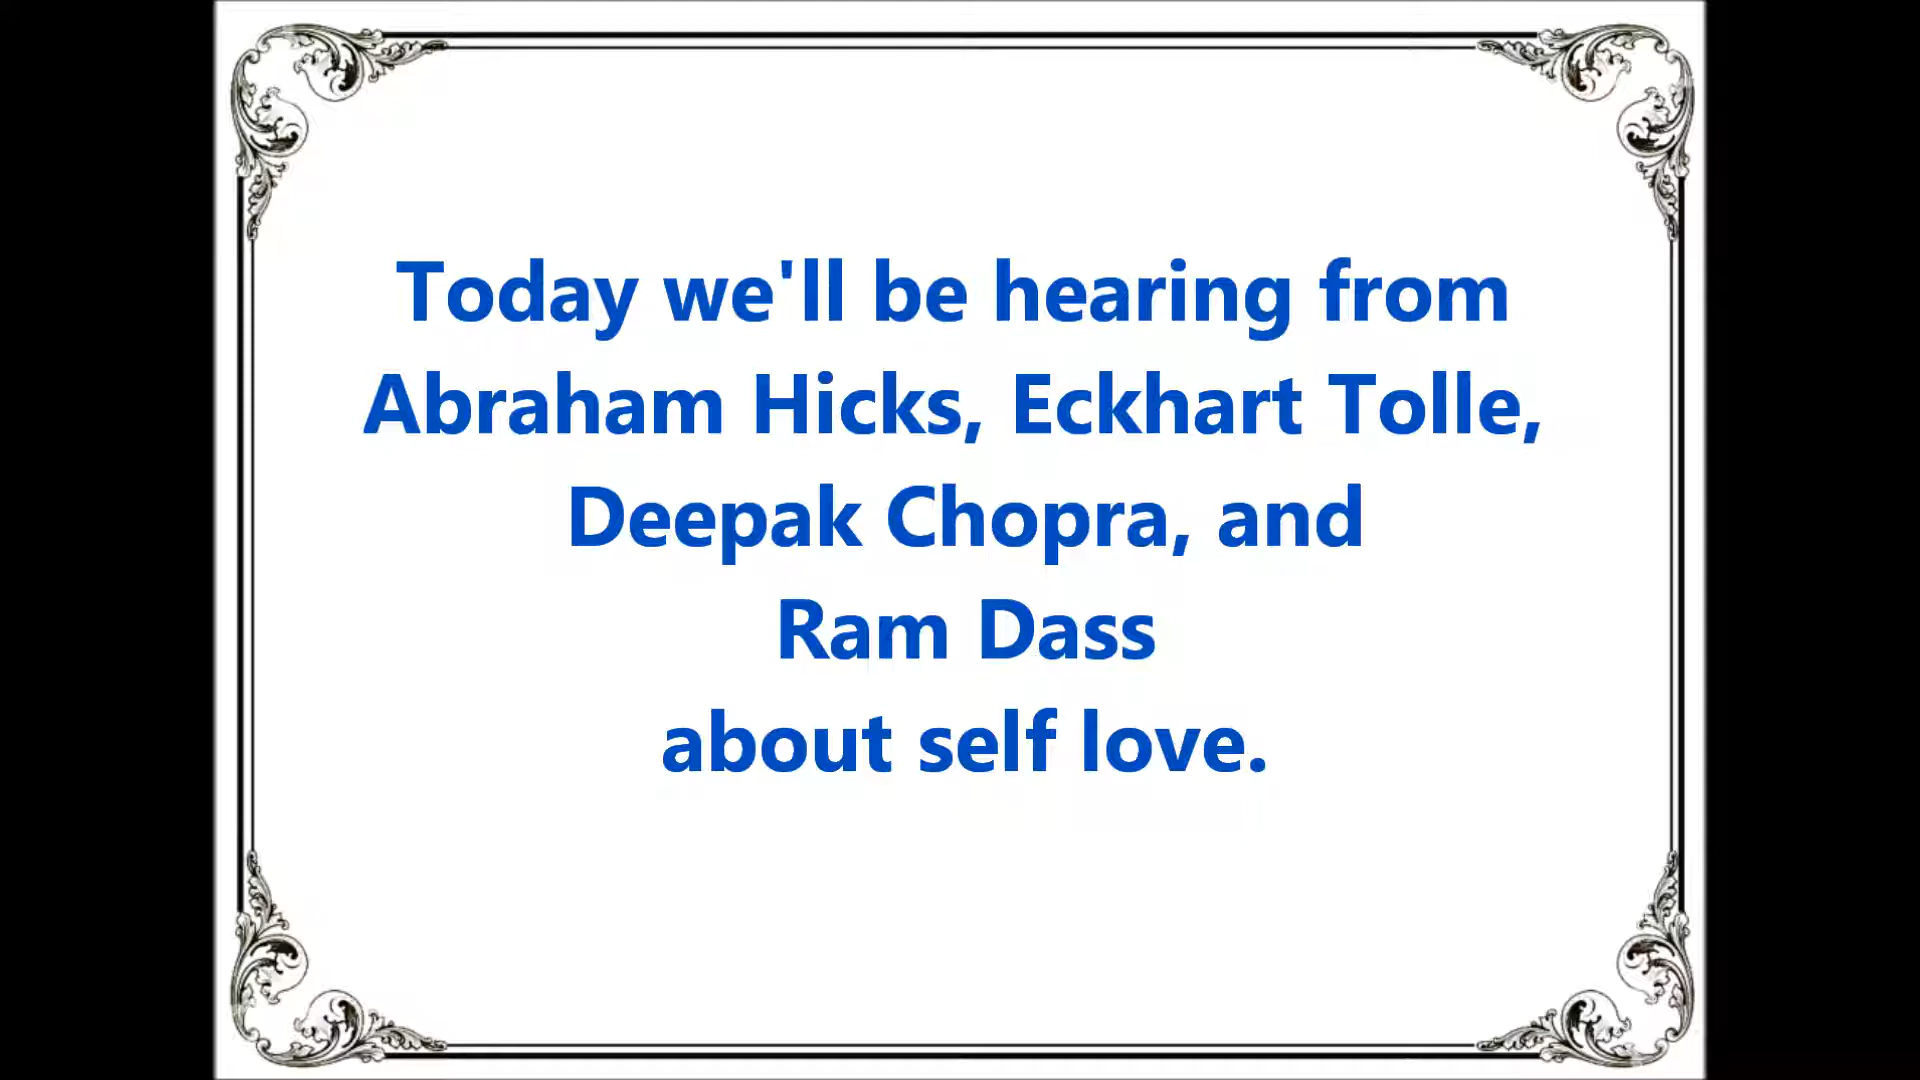 Today we'll be hearing from
Abraham Hicks, Eckhart Tolle,
Deepak Chopra, and
Ram Dass
about self love.